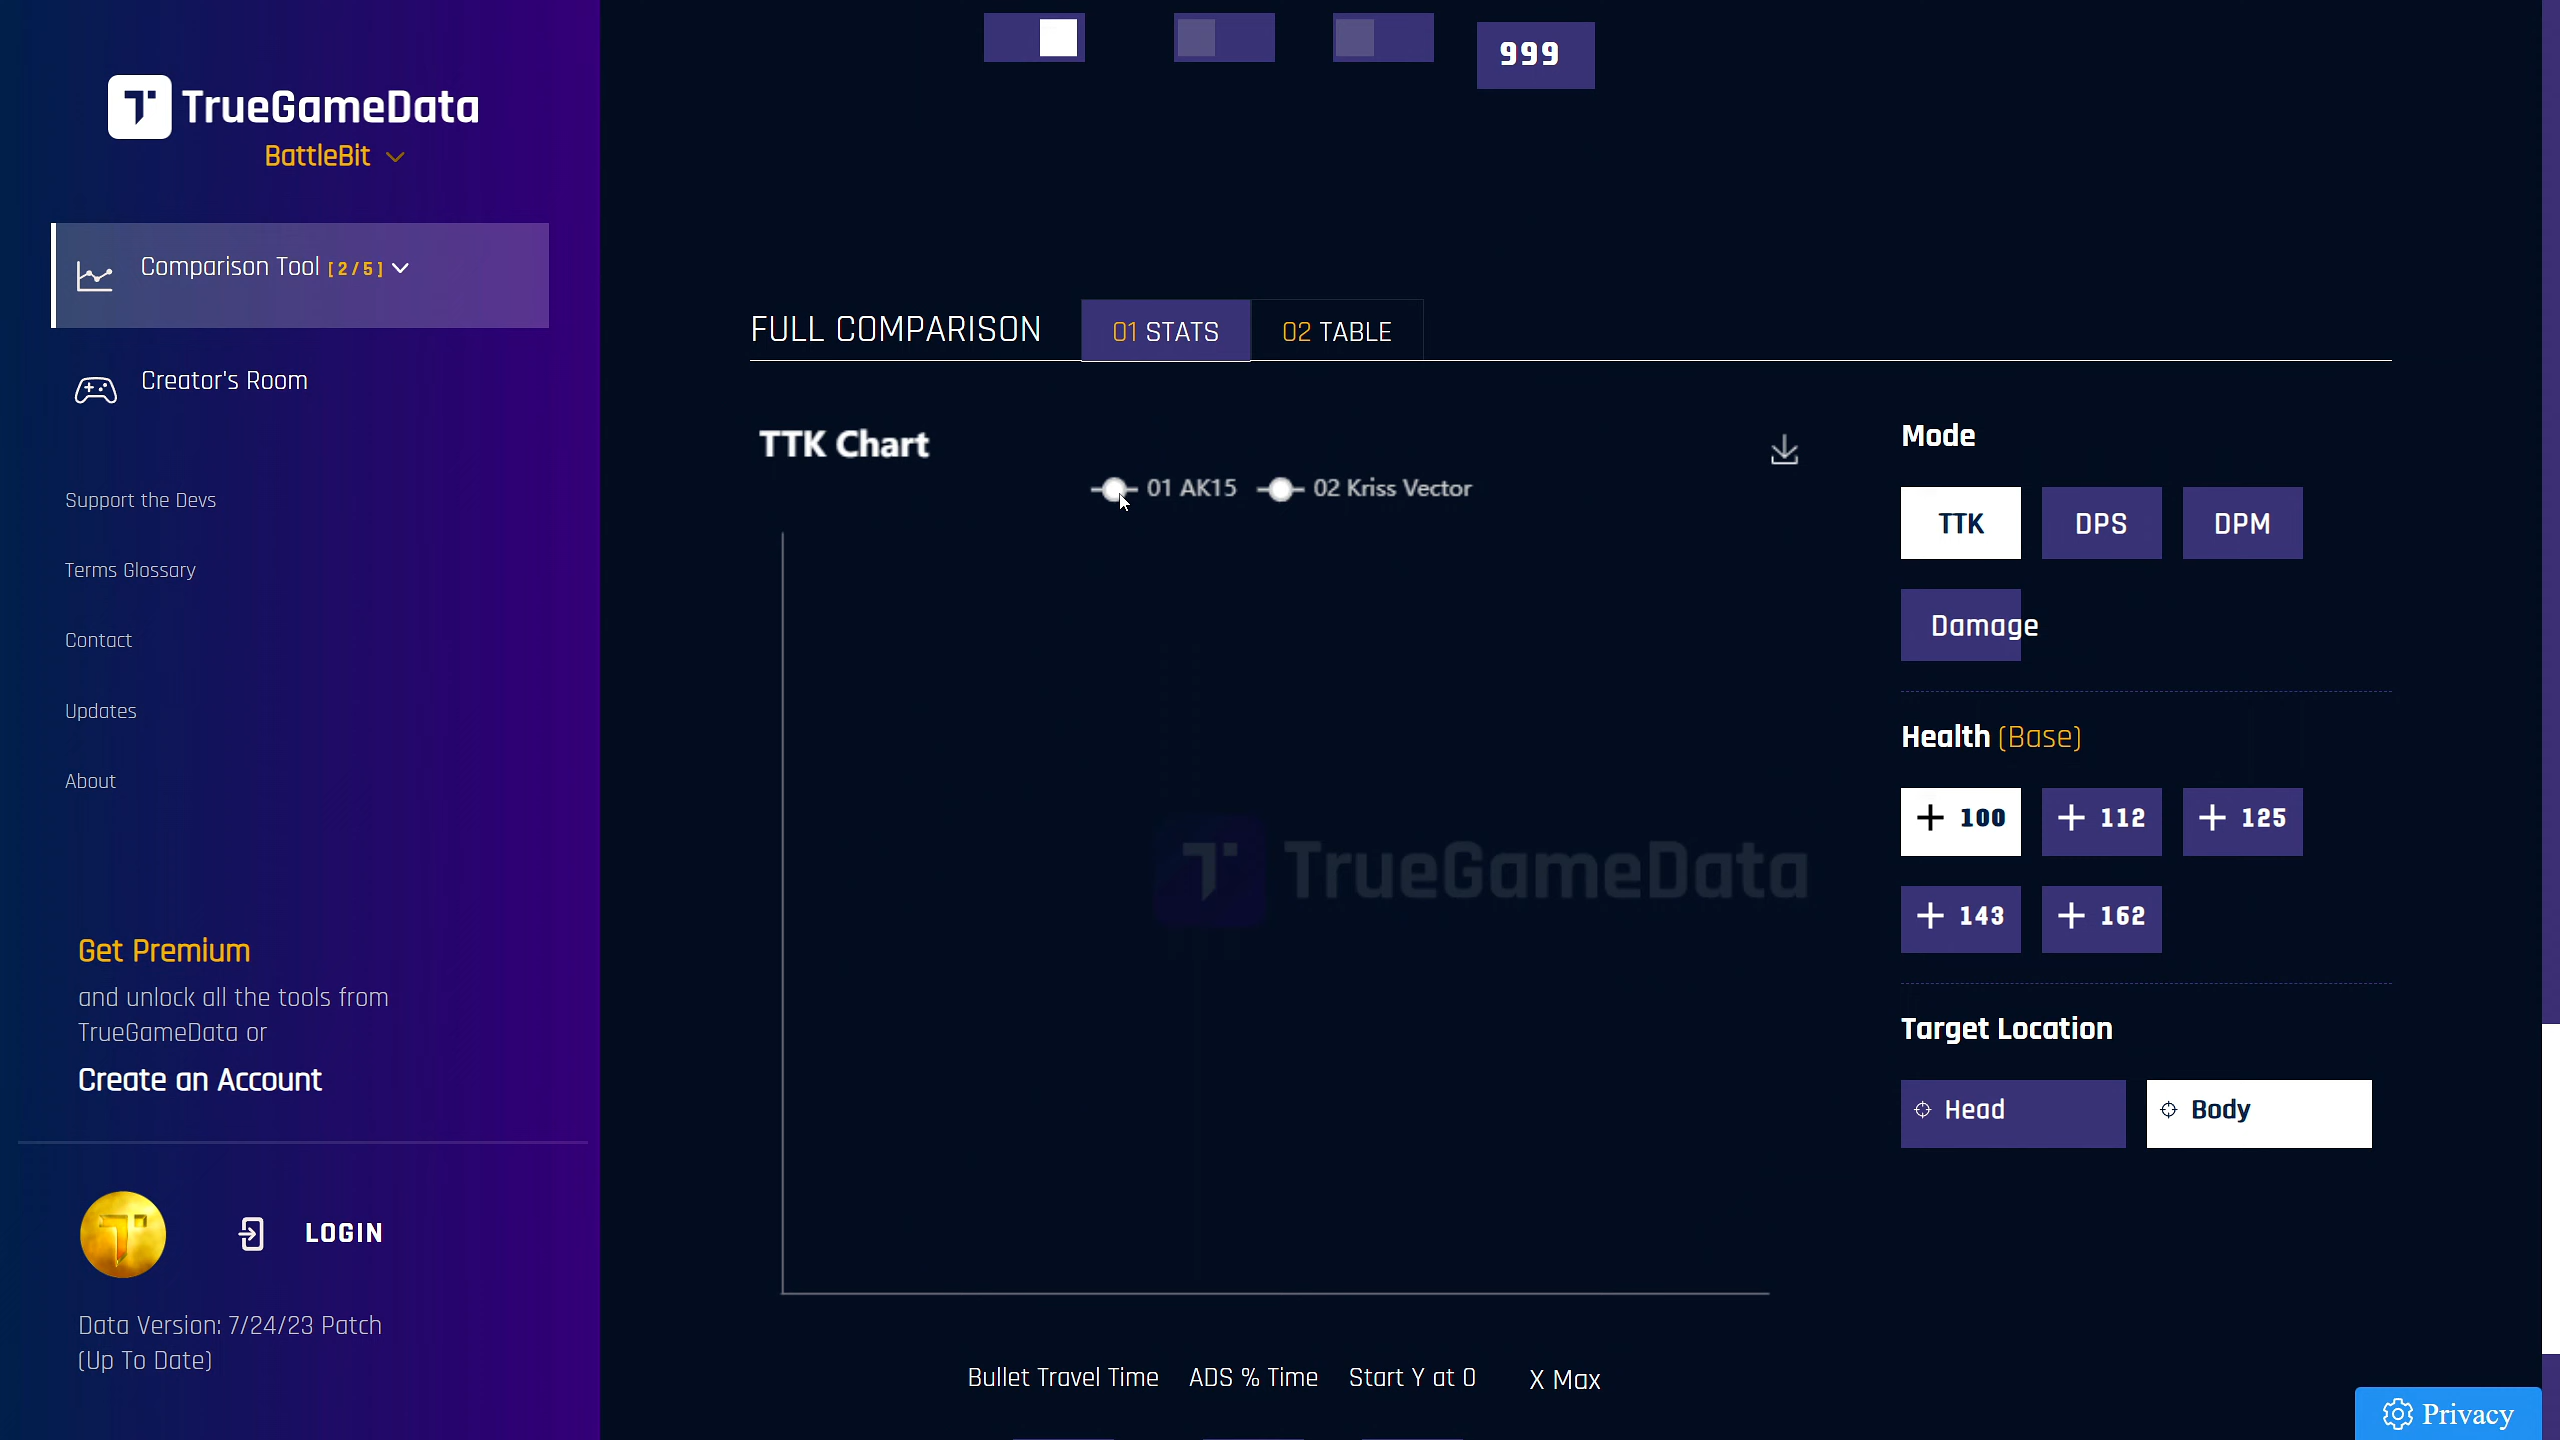 TrueGameData
BattleBit
Comparison Tool [2/5]
Creator's Room
Support the Devs
Terms Glossary
Contact
Updates
About
Get Premium
and unlock all the tools from
TrueGameData or
Create an Account
LOGIN
Data Version: 7/24/23 Patch
(Up To Date)
999
FULL COMPARISON
01 STATS
02 TABLE
TTK Chart
01 AK15
02 Kriss Vector
TrueGameData
Bullet Travel Time
ADS % Time
Start Y at 0
X Max
Mode
TTK
DPS
DPM
Damage
Health (Base)
+ 100
+ 112
+ 125
+ 143
+ 162
Target Location
Head
Body
Privacy